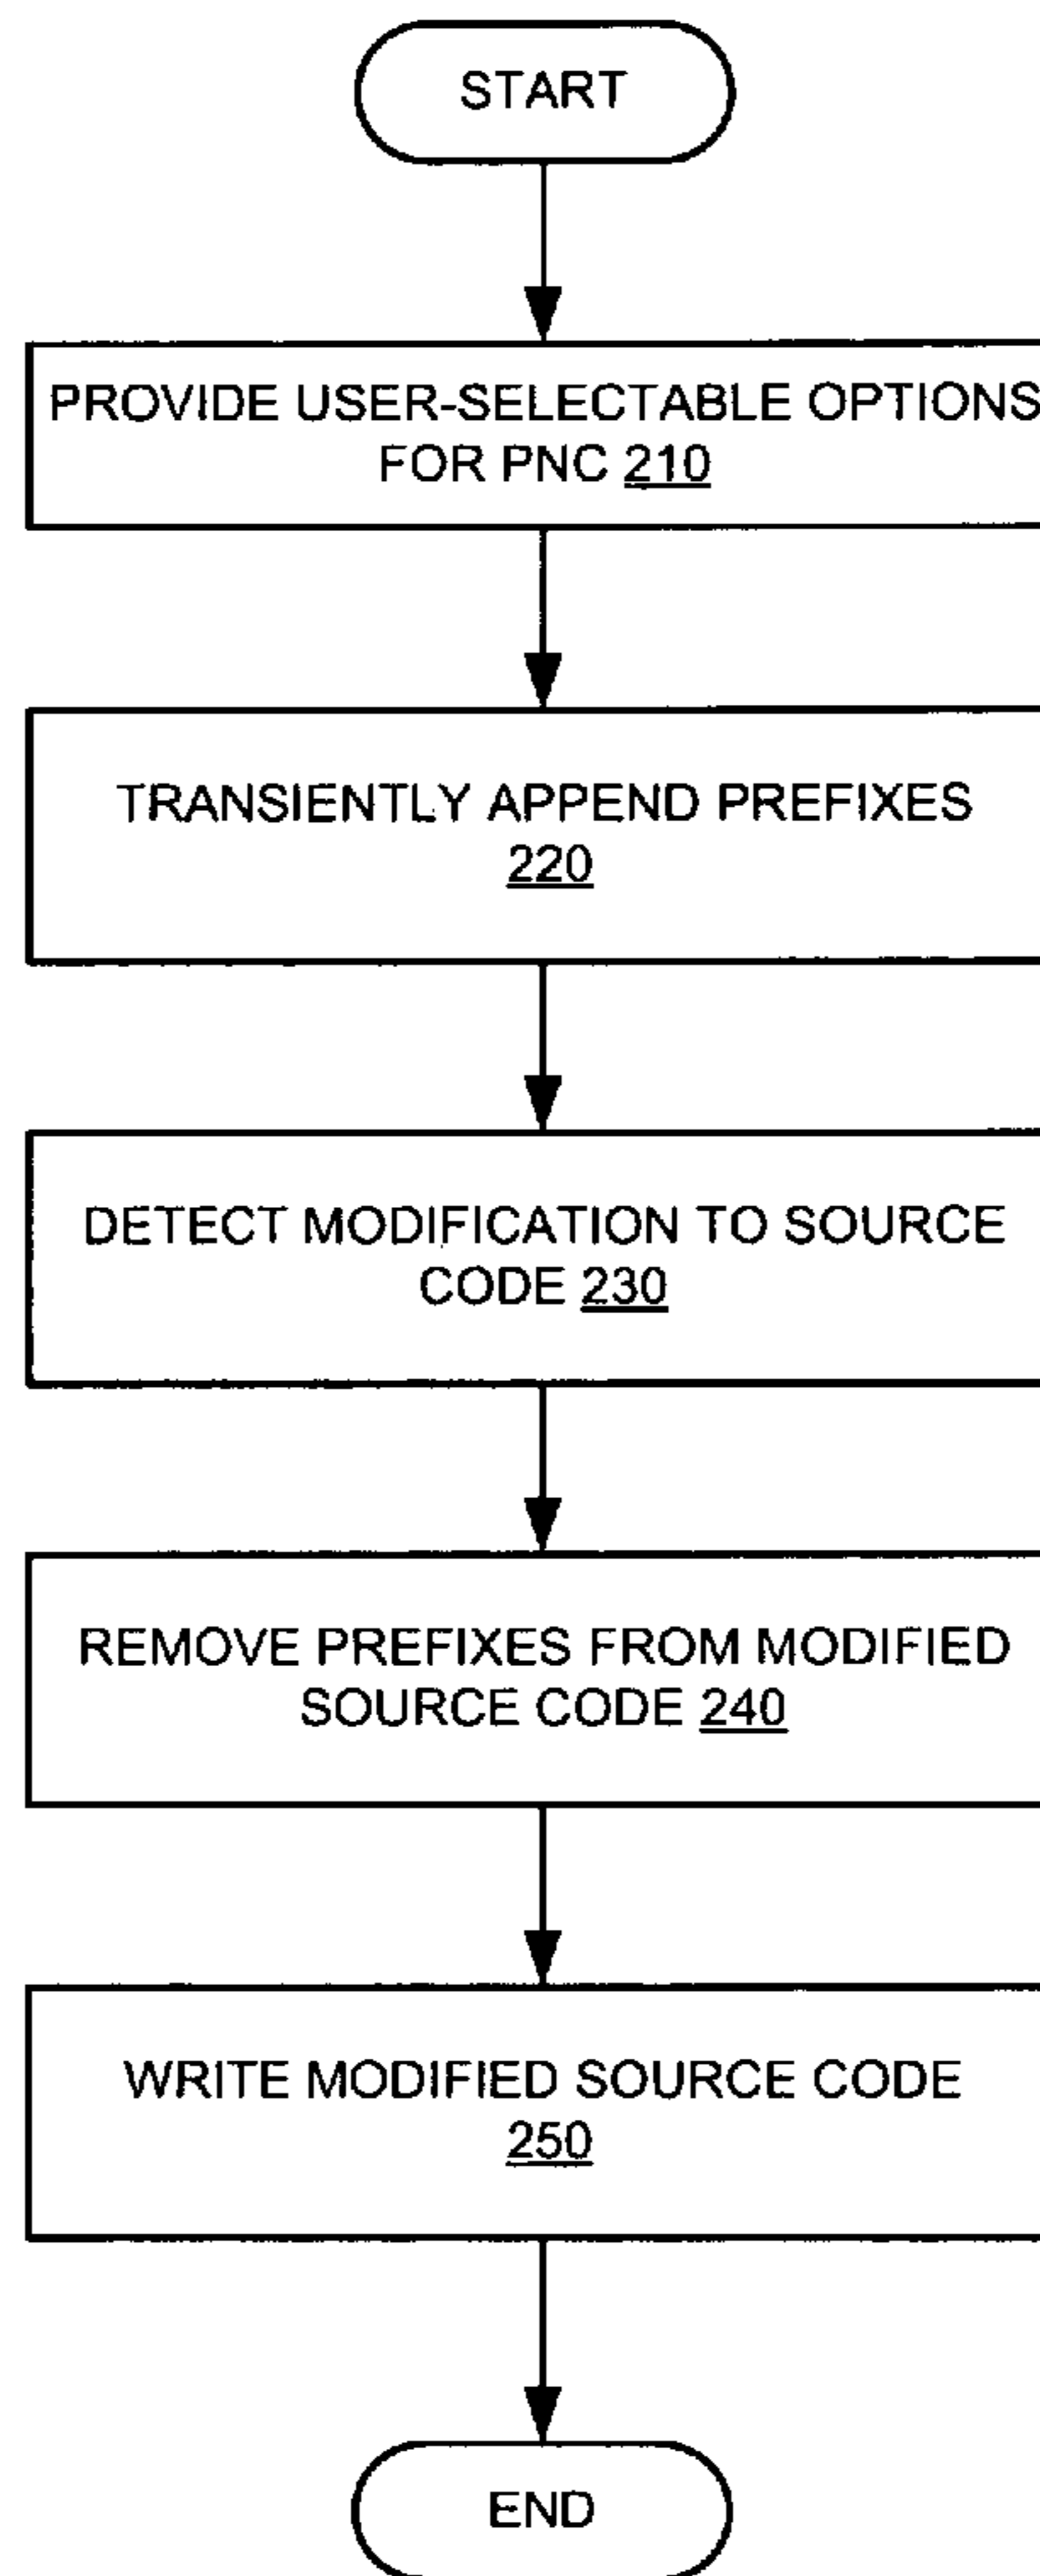 START
PROVIDE USER-SELECTABLE OPTIONS
FOR PNC 210
TRANSIENTLY APPEND PREFIXES
220
DETECT MODIFICATION TO SOURCE
CODE 230
REMOVE PREFIXES FROM MODIFIED
SOURCE CODE 240
WRITE MODIFIED SOURCE CODE
250
END